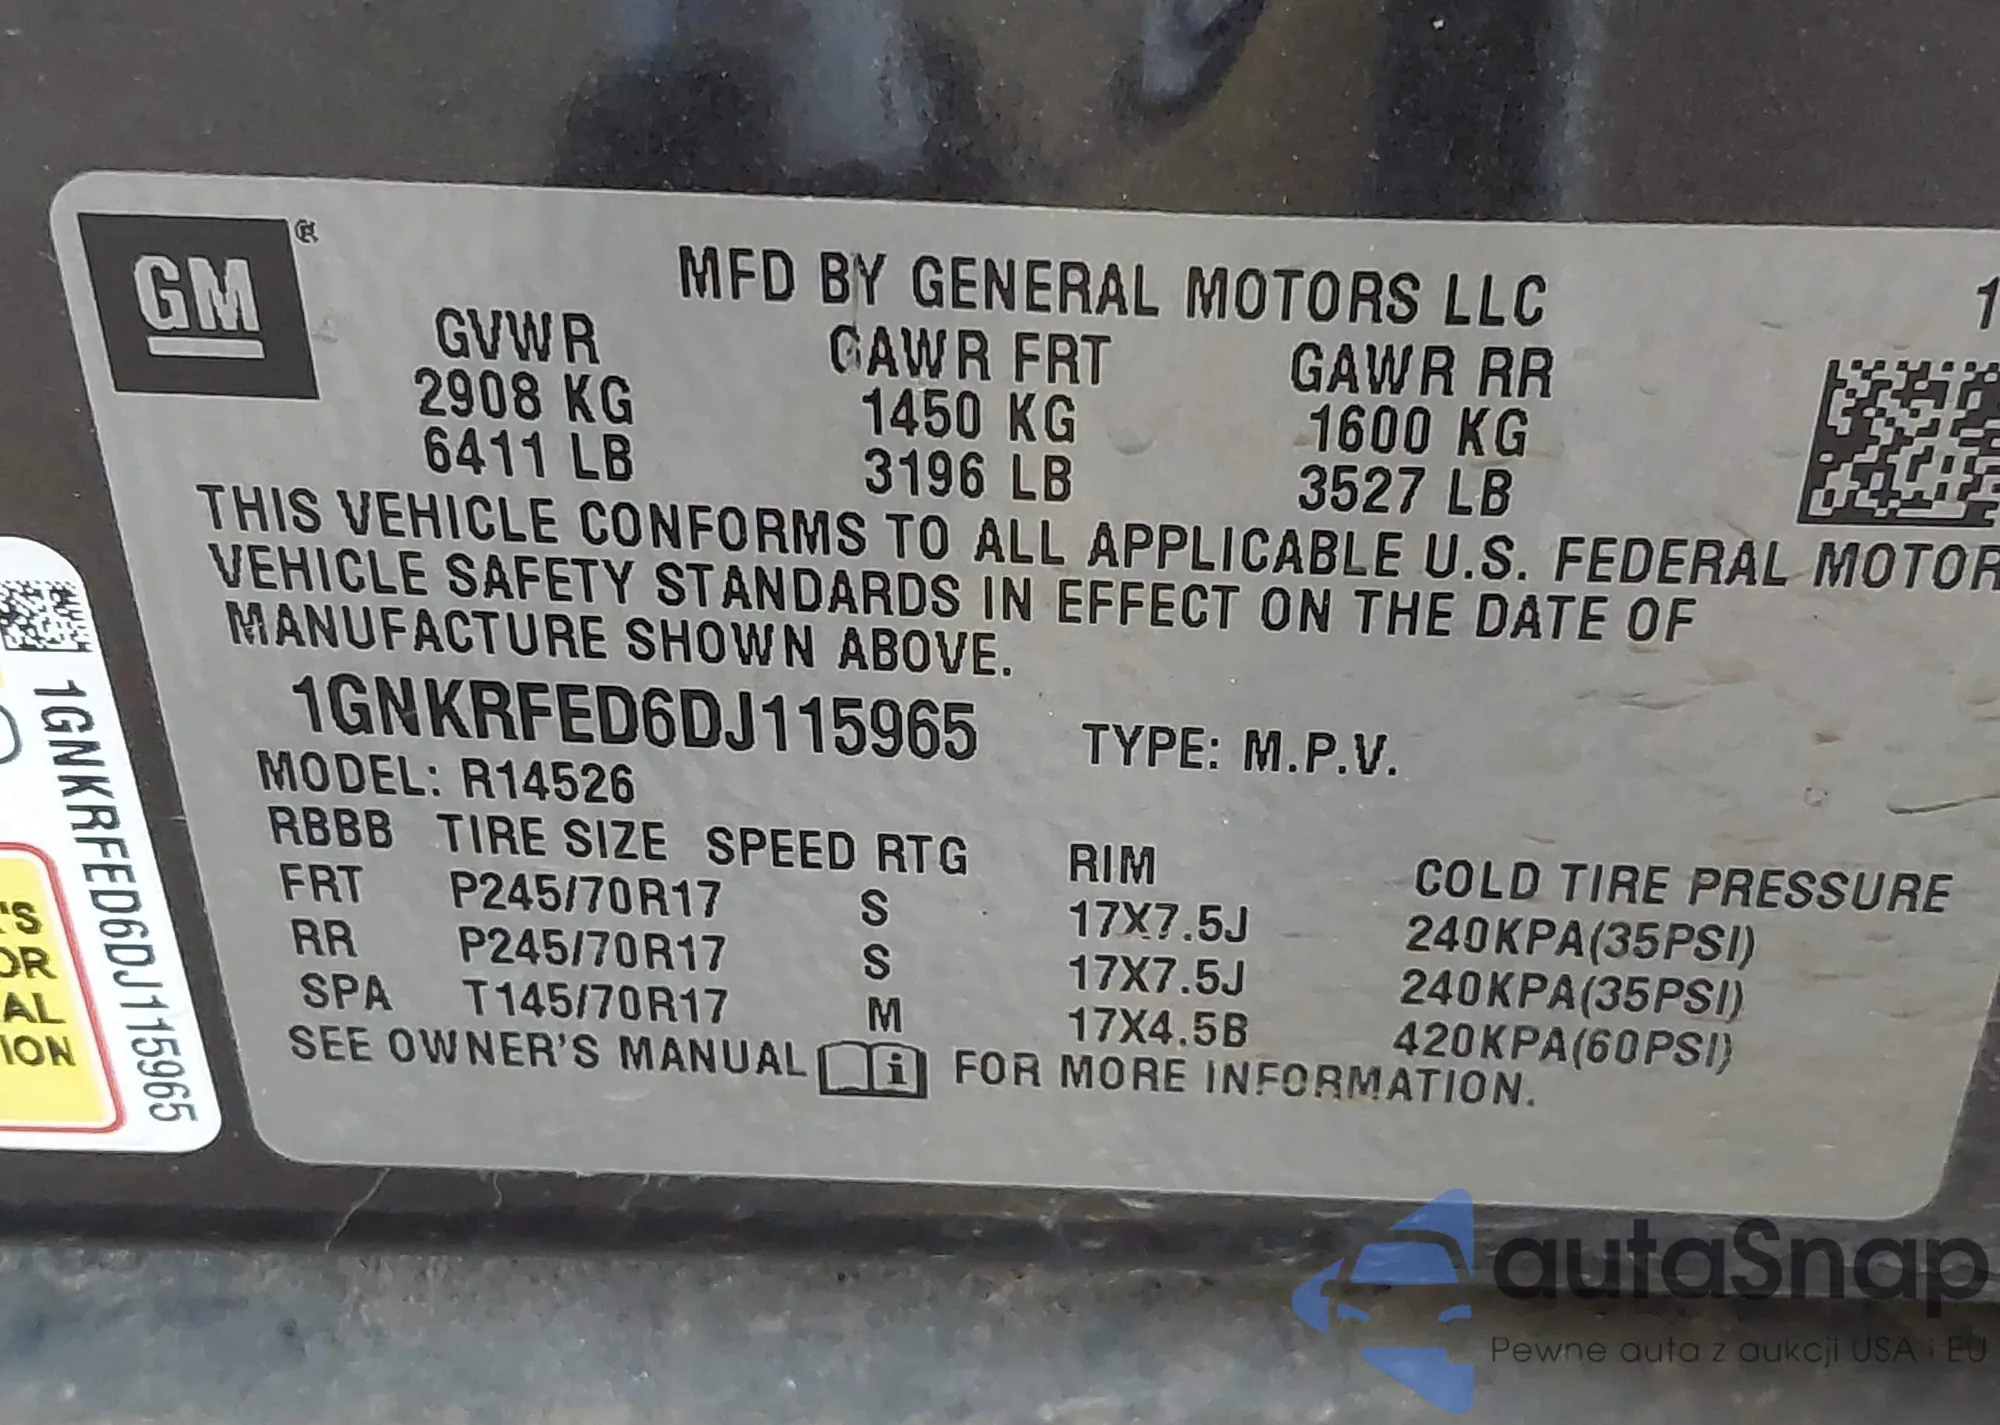 GM®
MFD BY GENERAL MOTORS LLC 1
GVWR GAWR FRT GAWR RR
2908 KG 1450 KG 1600 KG
6411 LB 3196 LB 3527 LB
THIS VEHICLE CONFORMS TO ALL APPLICABLE U.S. FEDERAL MOTOR
VEHICLE SAFETY STANDARDS IN EFFECT ON THE DATE OF
MANUFACTURE SHOWN ABOVE.
1GNKRFED6DJ115965 TYPE: M.P.V.
MODEL: R14526
RBBB TIRE SIZE SPEED RTG RIM COLD TIRE PRESSURE
FRT P245/70R17 S 17X7.5J 240KPA(35PSI)
RR P245/70R17 S 17X7.5J 240KPA(35PSI)
SPA T145/70R17 M 17X4.5B 420KPA(60PSI)
SEE OWNER'S MANUAL i FOR MORE INFORMATION.
1GNKRFED6DJ115965
'S
OR
AL
ION
autaSnap
Pewne auta z aukcji USA i EU